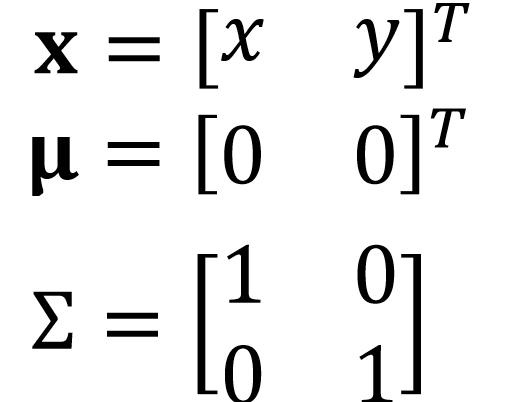 𝐱 = [𝑥 𝑦]ᵀ
𝛍 = [0 0]ᵀ
Σ = [1 0
0 1]